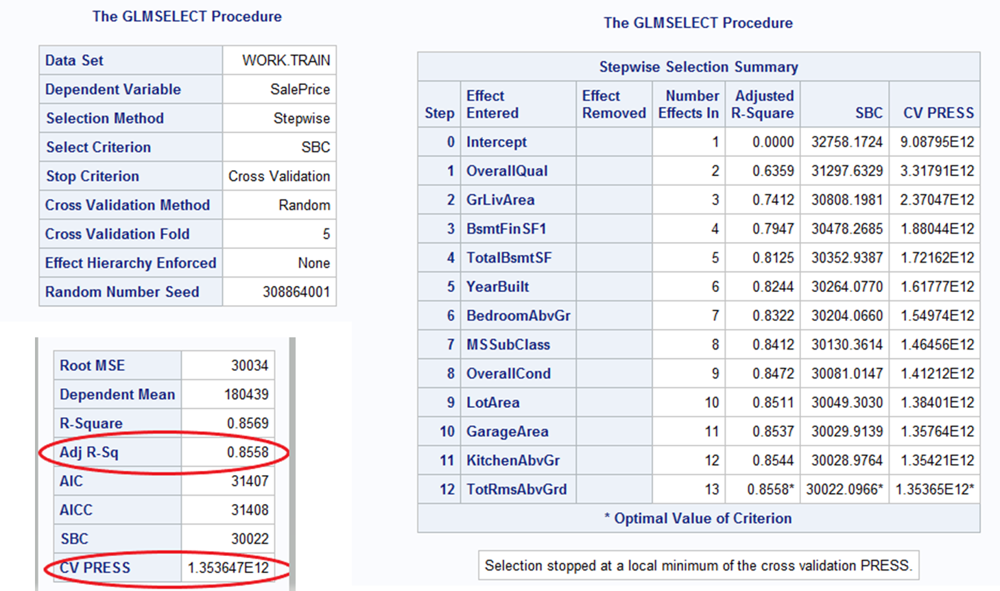 The GLMSELECT Procedure
Data Set WORK.TRAIN
Dependent Variable SalePrice
Selection Method Stepwise
Select Criterion SBC
Stop Criterion Cross Validation
Cross Validation Method Random
Cross Validation Fold 5
Effect Hierarchy Enforced None
Random Number Seed 308864001
Root MSE 30034
Dependent Mean 180439
R-Square 0.8569
Adj R-Sq 0.8558
AIC 31407
AICC 31408
SBC 30022
CV PRESS 1.353647E12
The GLMSELECT Procedure
Stepwise Selection Summary
Step Effect Entered Effect Removed Number Effects In Adjusted R-Square SBC CV PRESS
0 Intercept 1 0.0000 32758.1724 9.08795E12
1 OverallQual 2 0.6359 31297.6329 3.31791E12
2 GrLivArea 3 0.7412 30808.1981 2.37047E12
3 BsmtFinSF1 4 0.7947 30478.2685 1.88044E12
4 TotalBsmtSF 5 0.8125 30352.9387 1.72162E12
5 YearBuilt 6 0.8244 30264.0770 1.61777E12
6 BedroomAbvGr 7 0.8322 30204.0660 1.54974E12
7 MSSubClass 8 0.8412 30130.3614 1.46456E12
8 OverallCond 9 0.8472 30081.0147 1.41212E12
9 LotArea 10 0.8511 30049.3030 1.38401E12
10 GarageArea 11 0.8537 30029.9139 1.35764E12
11 KitchenAbvGr 12 0.8544 30028.9764 1.35421E12
12 TotRmsAbvGrd 13 0.8558* 30022.0966* 1.35365E12*
* Optimal Value of Criterion
Selection stopped at a local minimum of the cross validation PRESS.